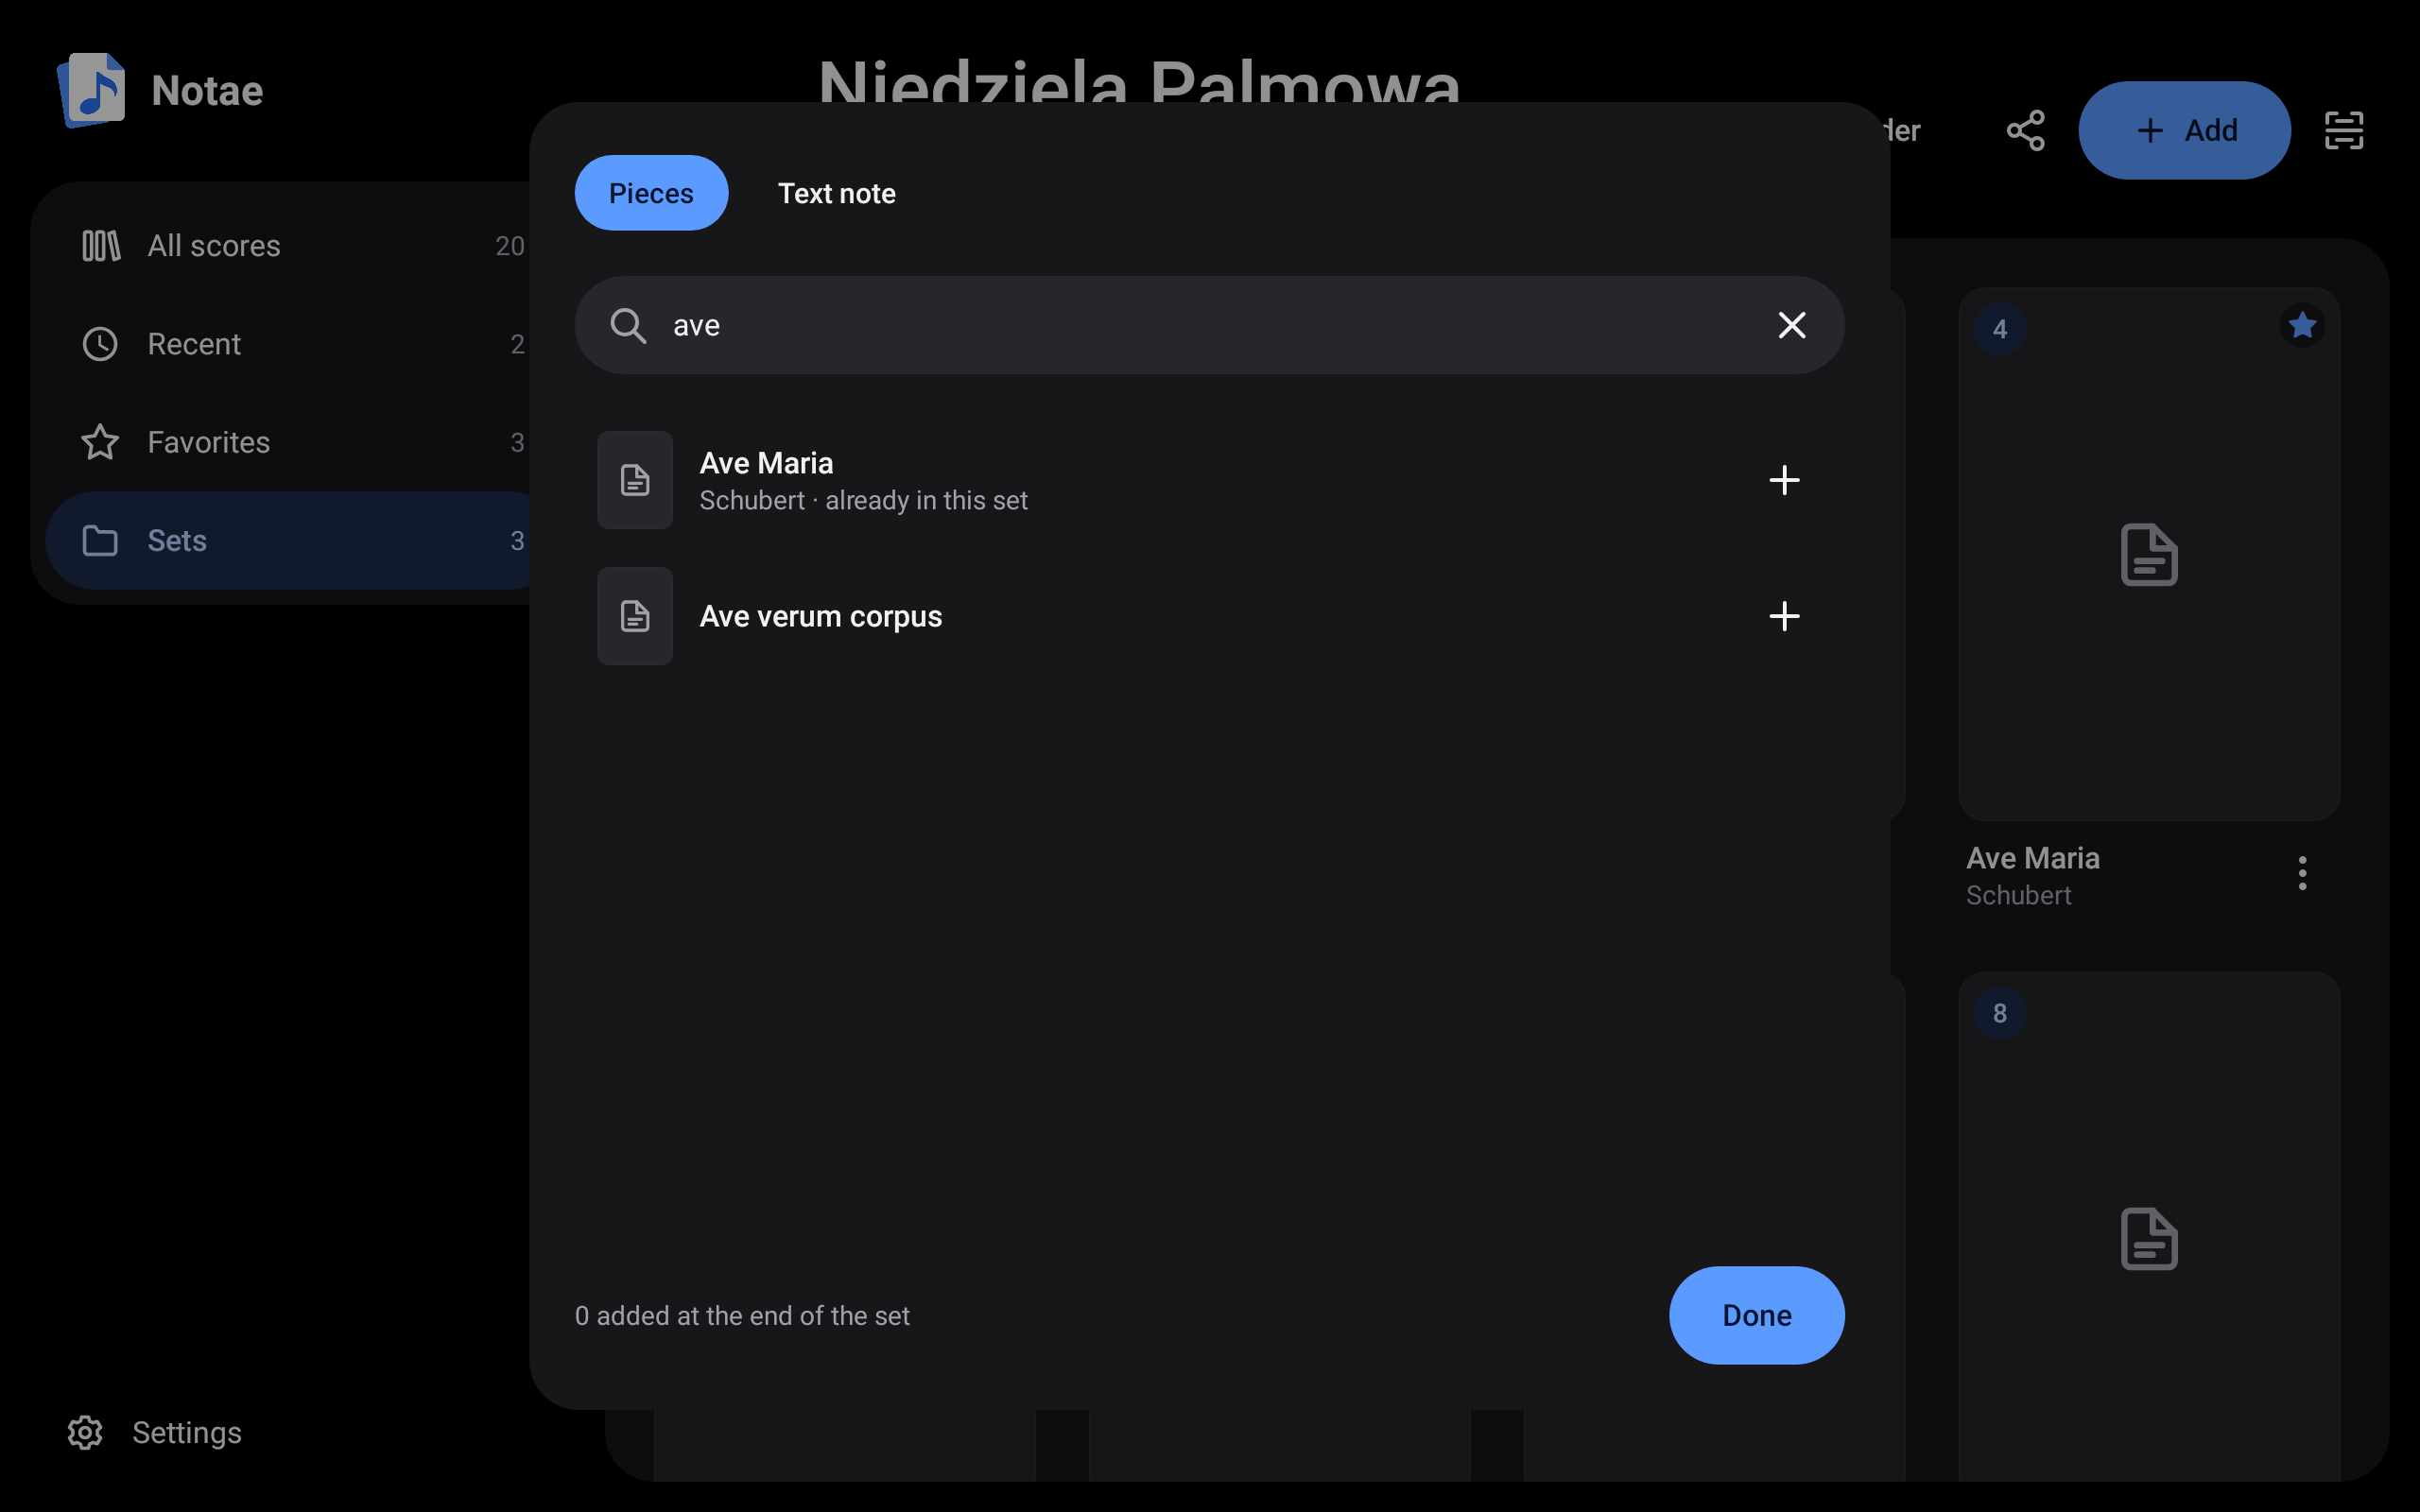 Notae
Niedziela Palmowa
Add
All scores 20
Recent 2
Favorites 3
Sets 3
Settings
Pieces
Text note
ave
Ave Maria
Schubert · already in this set
Ave verum corpus
0 added at the end of the set
Done
4
Ave Maria
Schubert
8